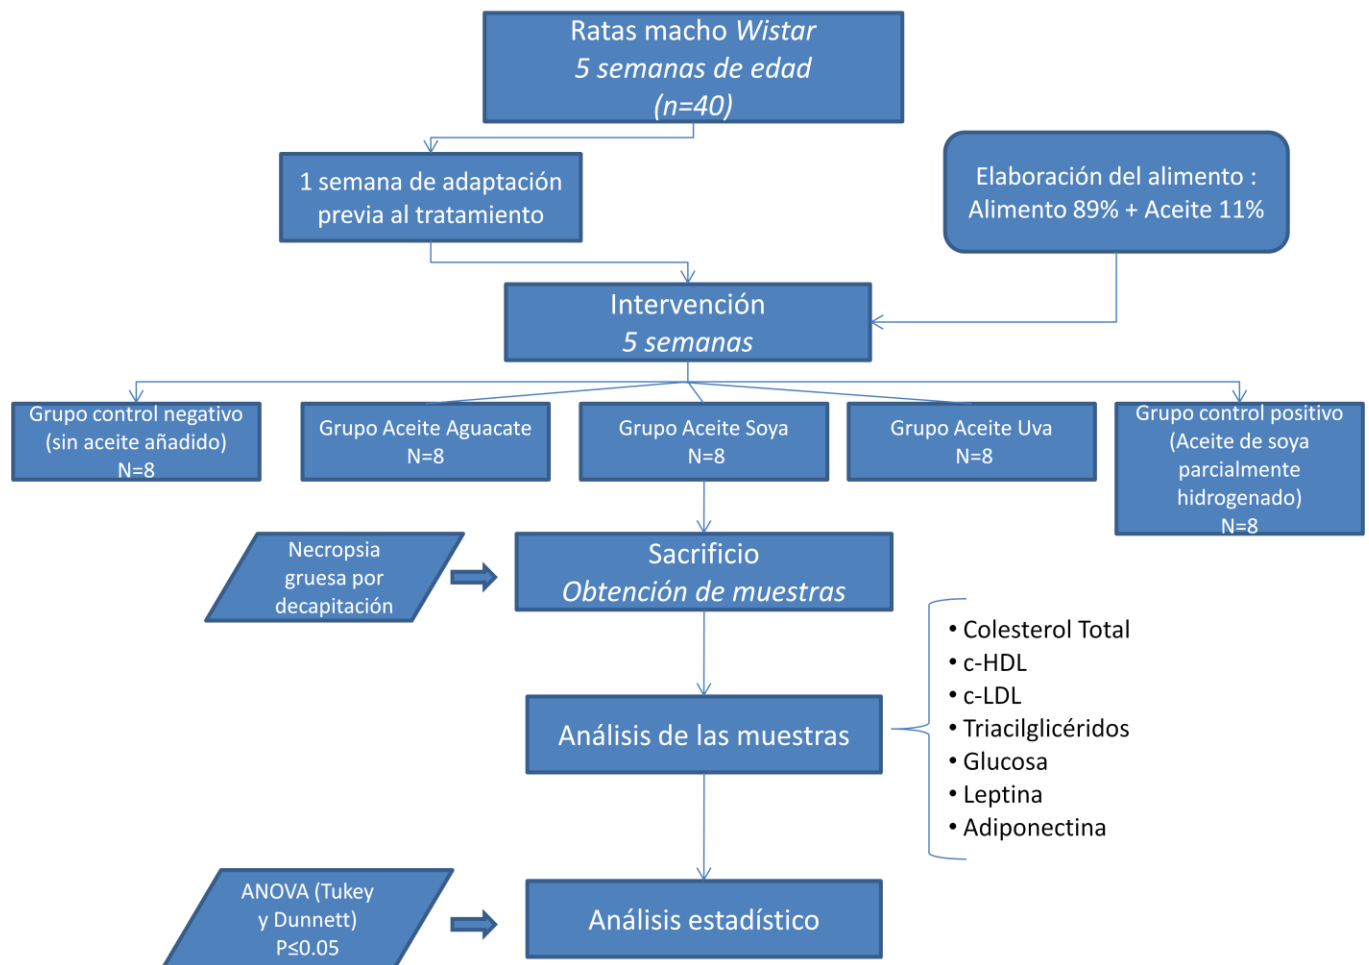 Ratas macho Wistar
5 semanas de edad
(n=40)
1 semana de adaptación
previa al tratamiento
Elaboración del alimento :
Alimento 89% + Aceite 11%
Intervención
5 semanas
Grupo control negativo
(sin aceite añadido)
N=8
Grupo Aceite Aguacate
N=8
Grupo Aceite Soya
N=8
Grupo Aceite Uva
N=8
Grupo control positivo
(Aceite de soya
parcialmente
hidrogenado)
N=8
Necropsia
gruesa por
decapitación
Sacrificio
Obtención de muestras
Análisis de las muestras
• Colesterol Total
• c-HDL
• c-LDL
• Triacilglicéridos
• Glucosa
• Leptina
• Adiponectina
ANOVA (Tukey
y Dunnett)
P≤0.05
Análisis estadístico